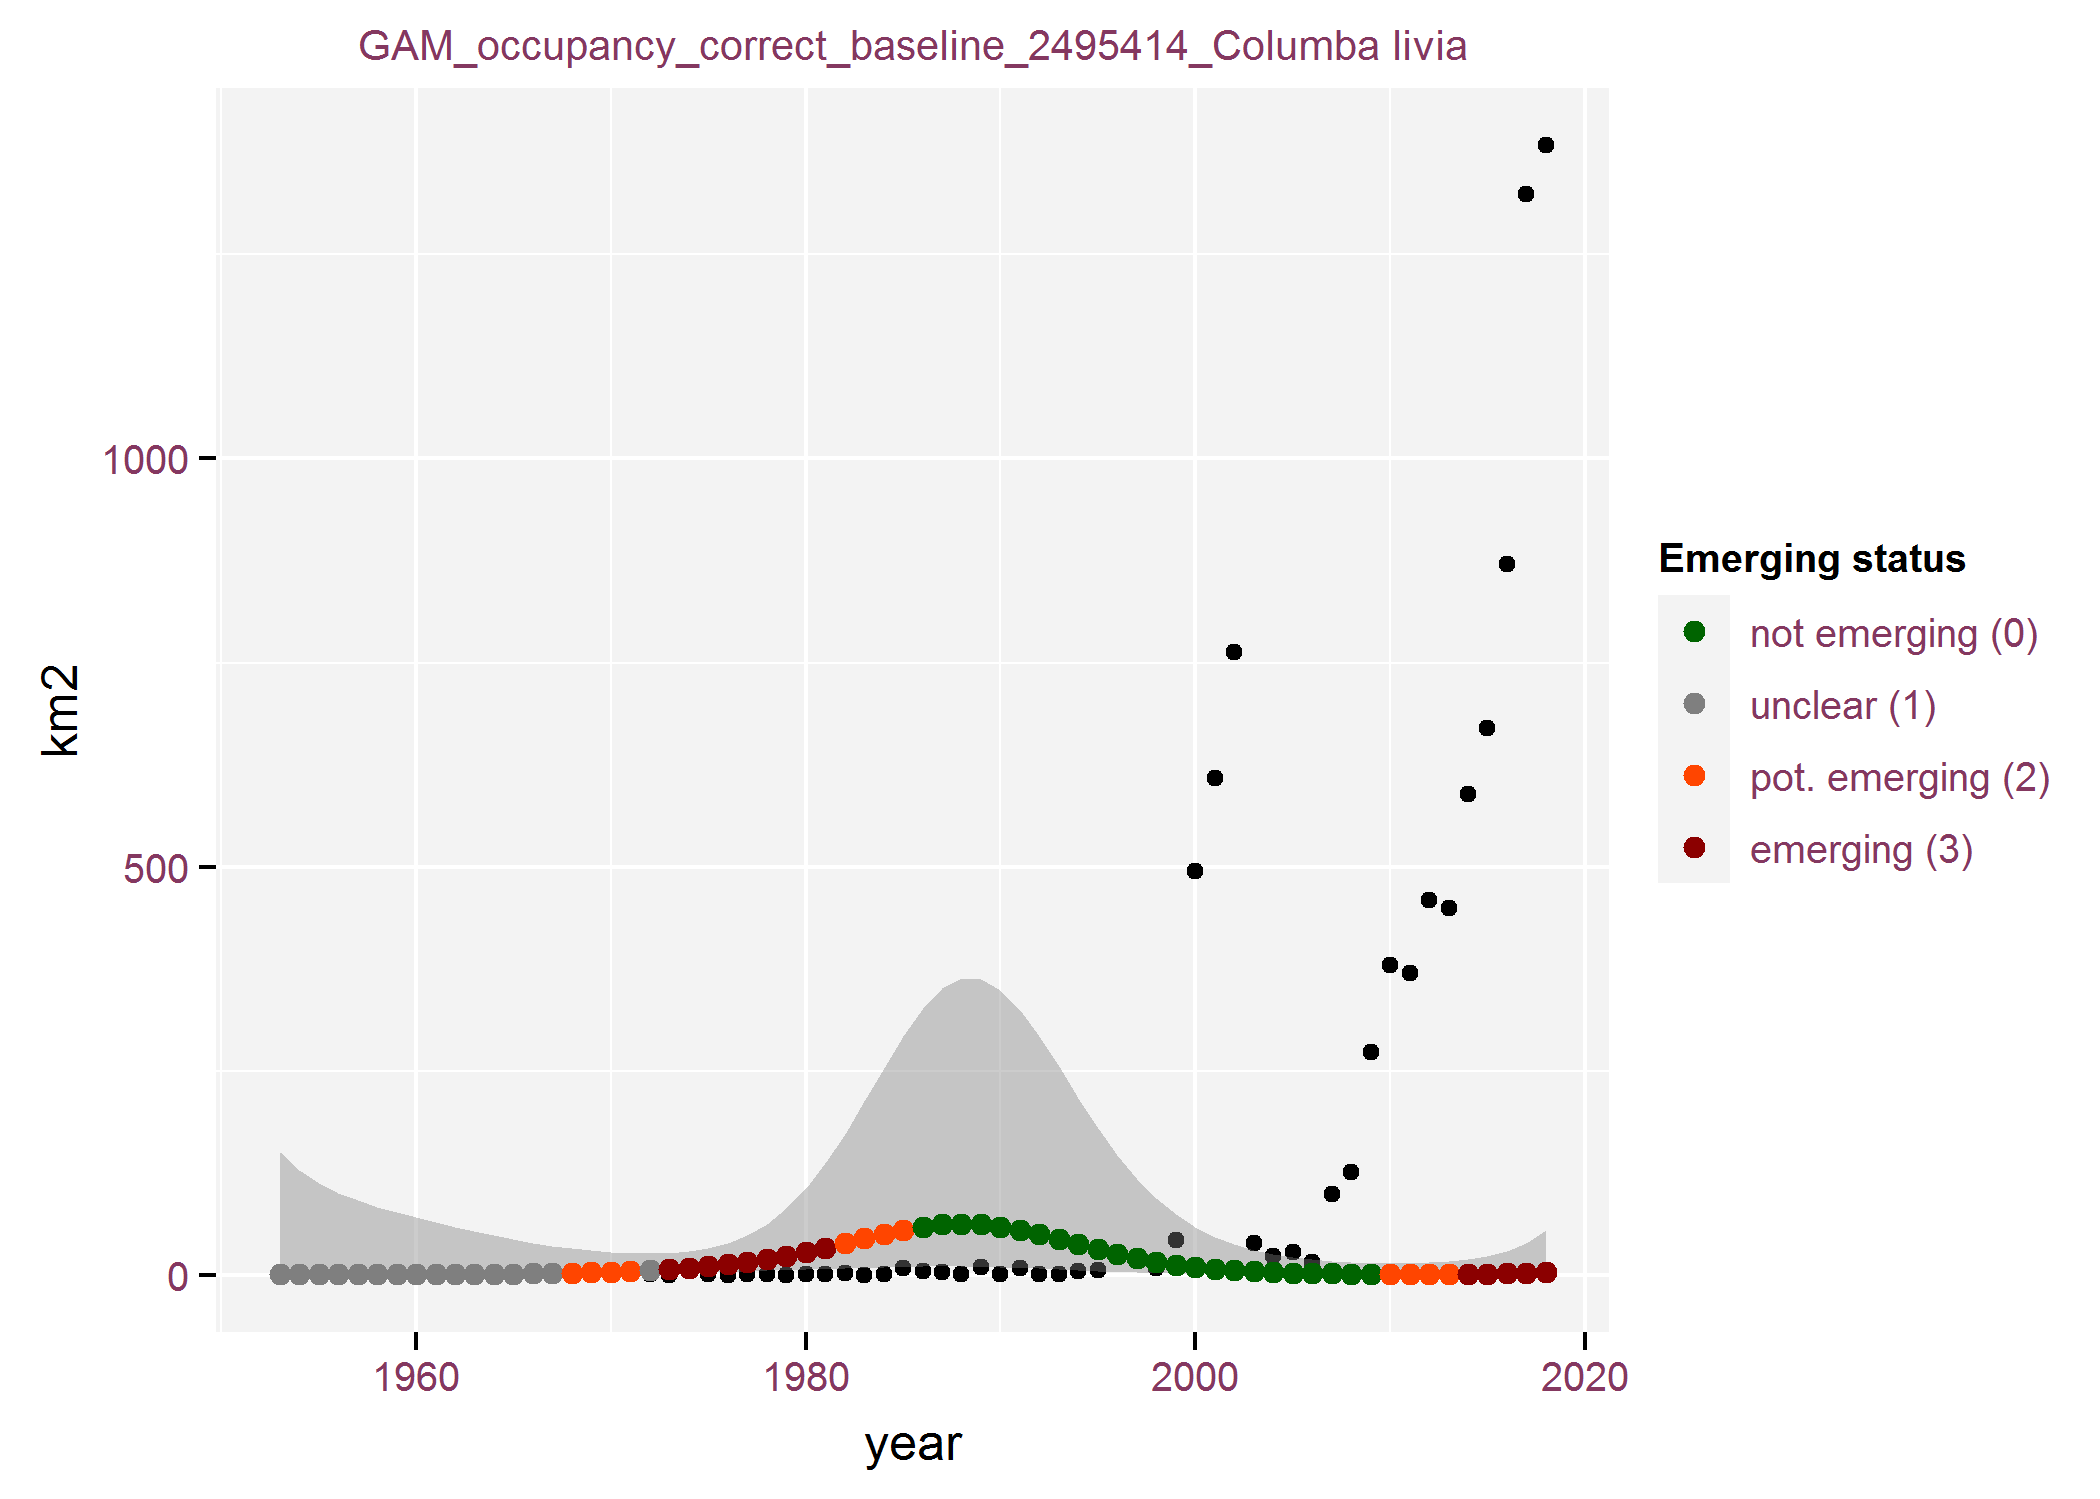 GAM_occupancy_correct_baseline_2495414_Columba livia
km2
1000
500
0
1960
1980
2000
2020
year
Emerging status
not emerging (0)
unclear (1)
pot. emerging (2)
emerging (3)